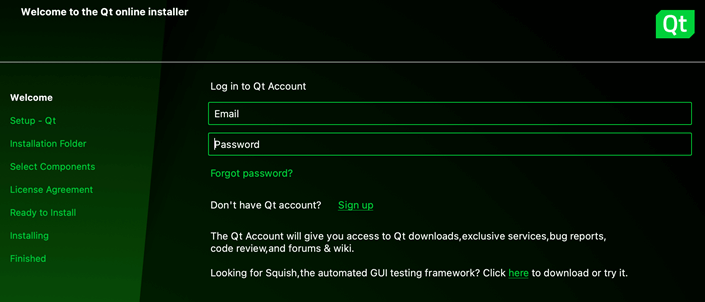 Welcome to the Qt online installer
Qt
Welcome
Setup - Qt
Installation Folder
Select Components
License Agreement
Ready to Install
Installing
Finished
Log in to Qt Account
Email
Password
Forgot password?
Don't have Qt account? Sign up
The Qt Account will give you access to Qt downloads,exclusive services,bug reports,
code review,and forums & wiki.
Looking for Squish,the automated GUI testing framework? Click here to download or try it.